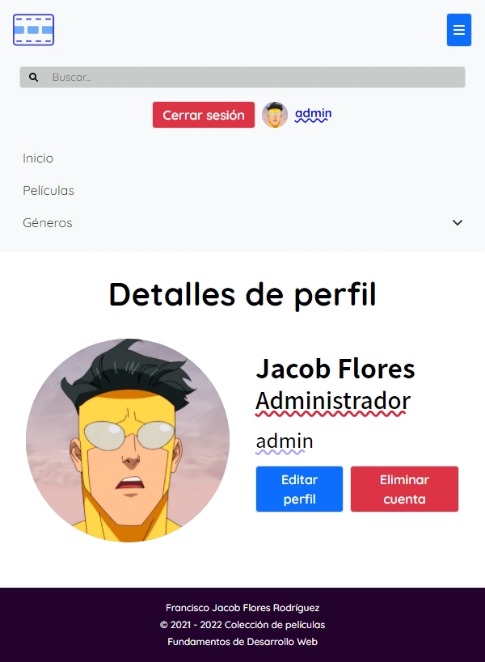 Buscar...
Cerrar sesión admin
Inicio
Películas
Géneros
Detalles de perfil
Jacob Flores
Administrador
admin
Editar
perfil
Eliminar
cuenta
Francisco Jacob Flores Rodríguez
© 2021 - 2022 Colección de películas
Fundamentos de Desarrollo Web